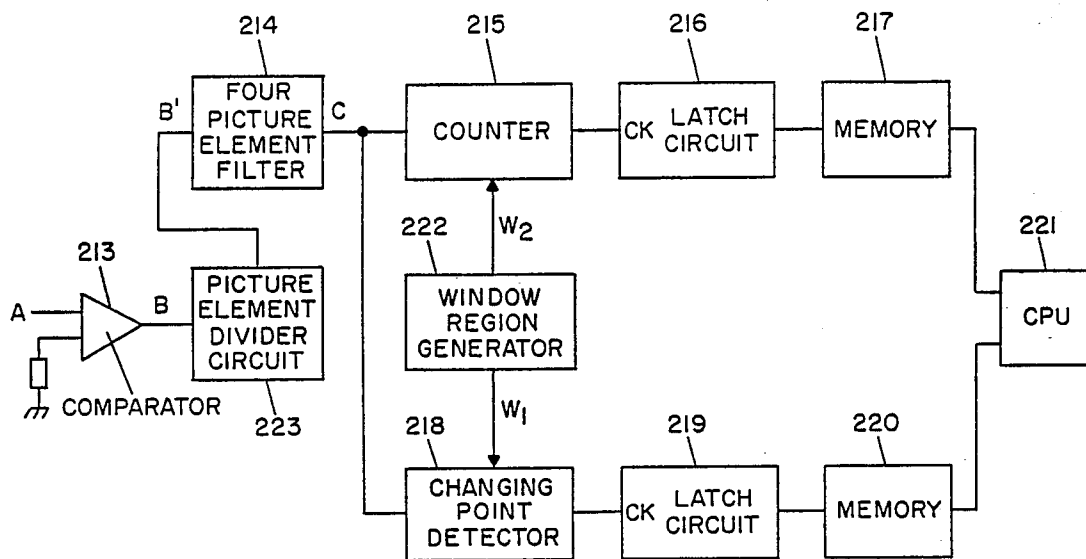 214
215
216
217
B'
FOUR
PICTURE
ELEMENT
FILTER
C
COUNTER
CK
LATCH
CIRCUIT
MEMORY
W2
222
221
213
A
B
PICTURE
ELEMENT
DIVIDER
CIRCUIT
WINDOW
REGION
GENERATOR
CPU
COMPARATOR
223
W1
218
219
220
CHANGING
POINT
DETECTOR
CK
LATCH
CIRCUIT
MEMORY